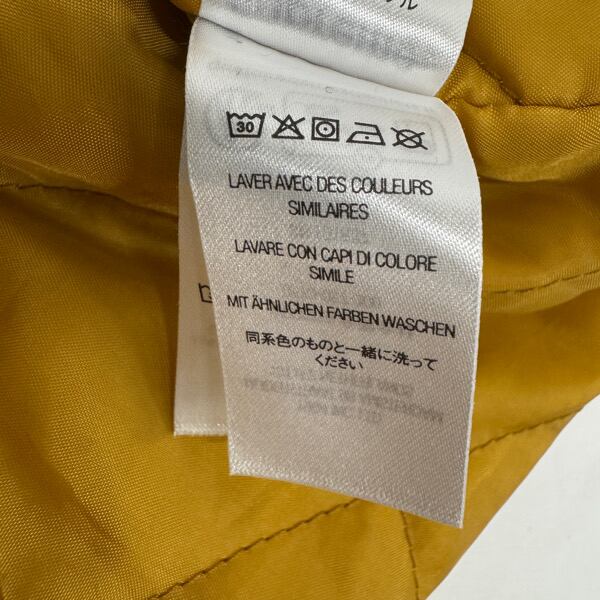 30
LAVER AVEC DES COULEURS
SIMILAIRES
LAVARE CON CAPI DI COLORE
SIMILE
MIT ÄHNLICHEN FARBEN WASCHEN
同系色のものと一緒に洗って
ください